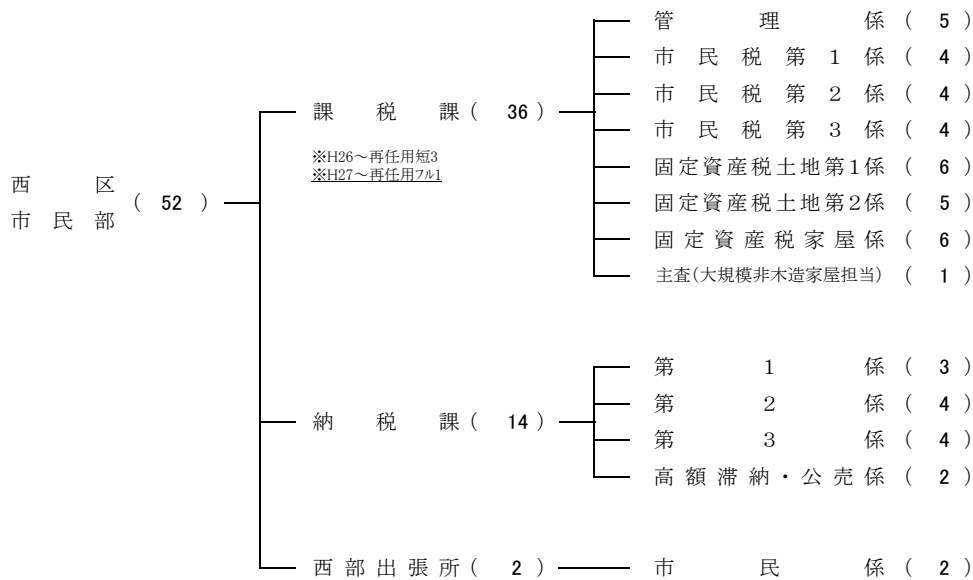 管理係(5)
市民税第1係(4)
市民税第2係(4)
課税課(36)
市民税第3係(4)
※H26～再任用短3
※H27～再任用フル1
固定資産税土地第1係(6)
西区
市民部(52)
固定資産税土地第2係(5)
固定資産税家屋係(6)
主査(大規模非木造家屋担当)(1)
第1係(3)
第2係(4)
納税課(14)
第3係(4)
高額滞納・公売係(2)
西部出張所(2)
市民係(2)